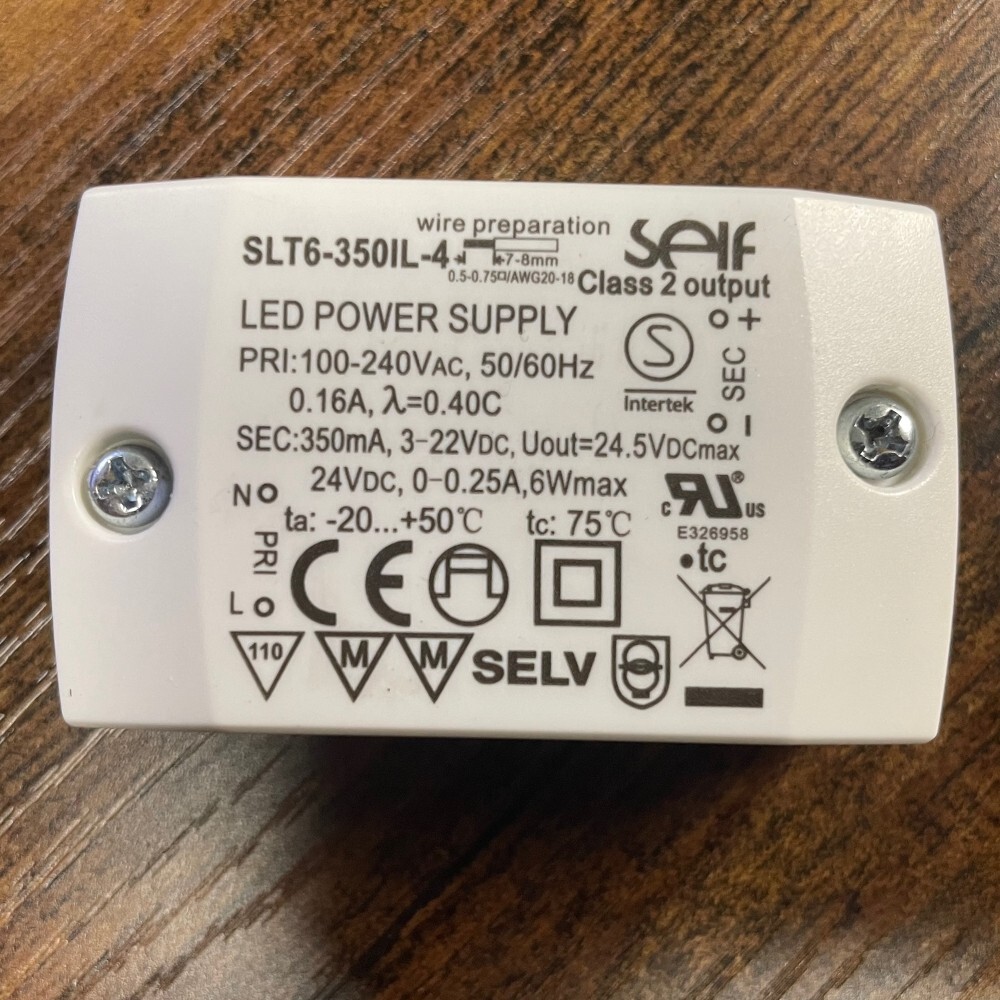 wire preparation
SLT6-350IL-4
7-8mm
0.5-0.75□/AWG20-18
SELF
Class 2 output
LED POWER SUPPLY
PRI:100-240VAC, 50/60Hz
0.16A, λ=0.40C
SEC:350mA, 3-22VDC, Uout=24.5VDCmax
24VDC, 0-0.25A,6Wmax
ta: -20...+50℃ tc: 75℃
S
Intertek
+
SEC
-
c RU ® us
E326958
•tc
N
PRI
L
CE
110
M
M
SELV